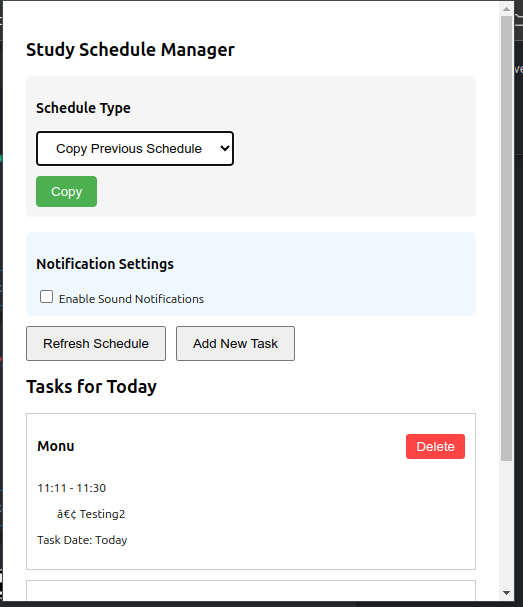 Study Schedule Manager
Schedule Type
Copy Previous Schedule
Copy
Notification Settings
Enable Sound Notifications
Refresh Schedule Add New Task
Tasks for Today
Monu Delete
11:11 - 11:30
• Testing2
Task Date: Today